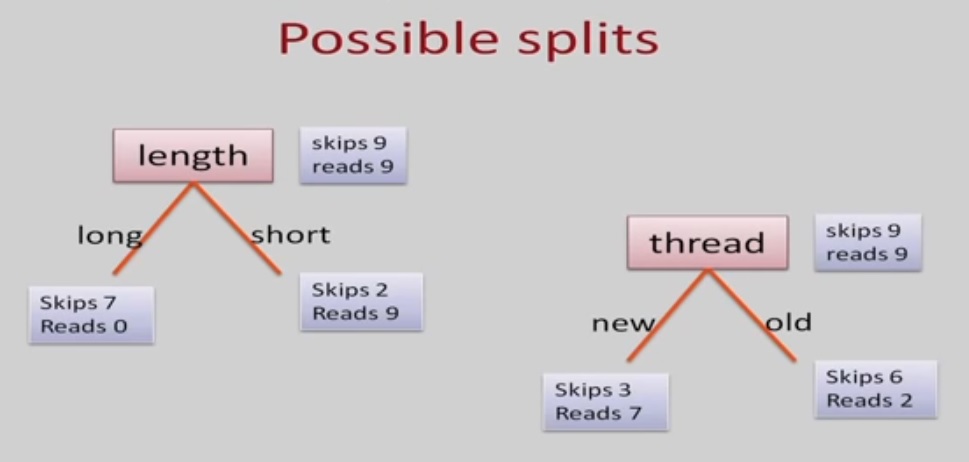 Possible splits
length
skips 9
reads 9
long
short
Skips 7
Reads 0
Skips 2
Reads 9
thread
skips 9
reads 9
new
old
Skips 3
Reads 7
Skips 6
Reads 2